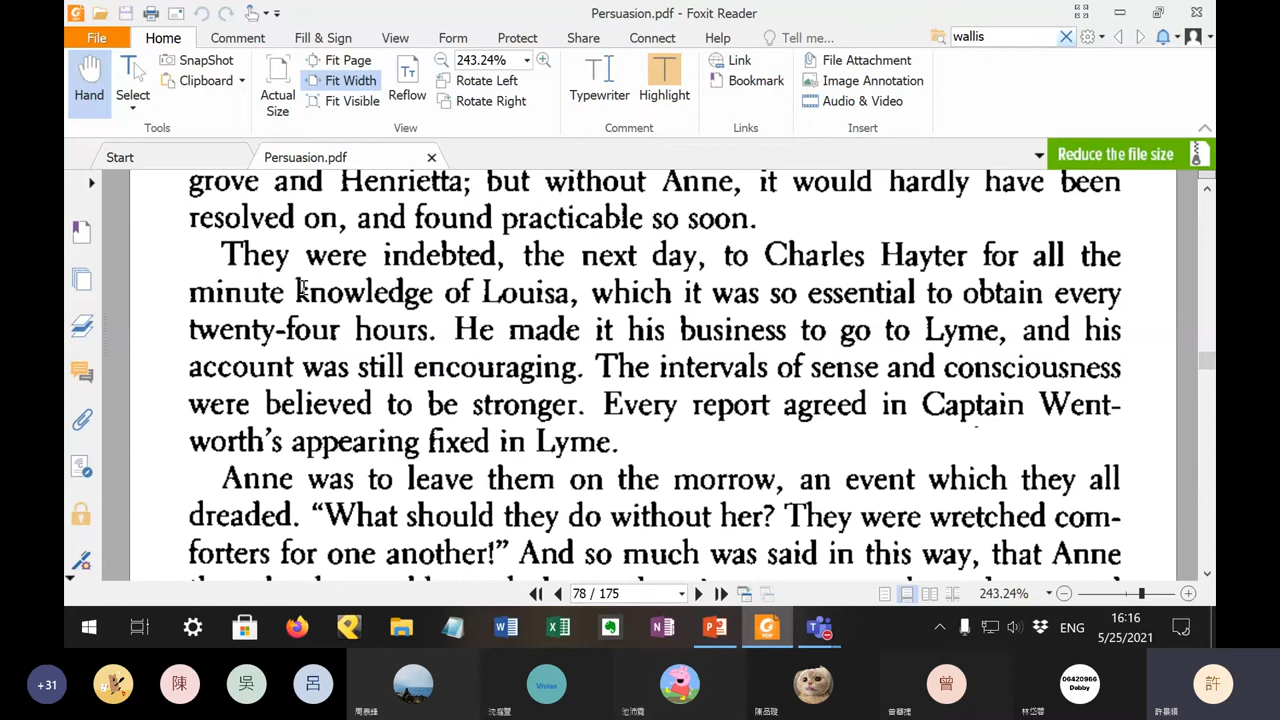 Persuasion.pdf - Foxit Reader
File Home Comment Fill & Sign View Form Protect Share Connect Help Tell me... wallis
Hand Select SnapShot Clipboard Actual Size Fit Page Fit Width Fit Visible Reflow 243.24% Rotate Left Rotate Right Typewriter Highlight Link Bookmark File Attachment Image Annotation Audio & Video
Tools View Comment Links Insert
Start Persuasion.pdf Reduce the file size
grove and Henrietta; but without Anne, it would hardly have been
resolved on, and found practicable so soon.
They were indebted, the next day, to Charles Hayter for all the
minute knowledge of Louisa, which it was so essential to obtain every
twenty-four hours. He made it his business to go to Lyme, and his
account was still encouraging. The intervals of sense and consciousness
were believed to be stronger. Every report agreed in Captain Went-
worth's appearing fixed in Lyme.
Anne was to leave them on the morrow, an event which they all
dreaded. "What should they do without her? They were wretched com-
forters for one another!" And so much was said in this way, that Anne
78 / 175 243.24%
ENG 16:16
5/25/2021
+31 陳 吳 呂 Vivian 曾 06420966 Debby 許
林岱蓉 許景順